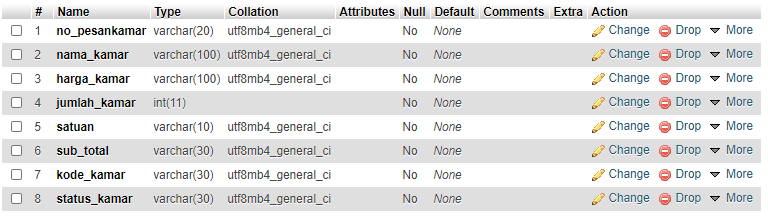 # Name Type Collation Attributes Null Default Comments Extra Action
1 no_pesankamar varchar(20) utf8mb4_general_ci No None Change Drop More
2 nama_kamar varchar(100) utf8mb4_general_ci No None Change Drop More
3 harga_kamar varchar(100) utf8mb4_general_ci No None Change Drop More
4 jumlah_kamar int(11) No None Change Drop More
5 satuan varchar(10) utf8mb4_general_ci No None Change Drop More
6 sub_total varchar(30) utf8mb4_general_ci No None Change Drop More
7 kode_kamar varchar(30) utf8mb4_general_ci No None Change Drop More
8 status_kamar varchar(30) utf8mb4_general_ci No None Change Drop More